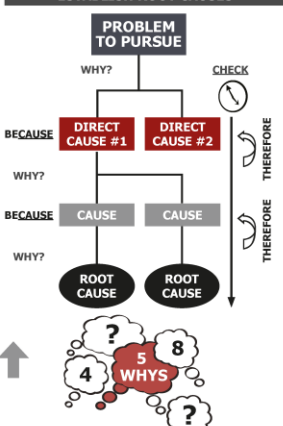 PROBLEM
TO PURSUE
WHY?
CHECK
BECAUSE
DIRECT
CAUSE #1
DIRECT
CAUSE #2
THEREFORE
WHY?
BECAUSE
CAUSE
CAUSE
THEREFORE
WHY?
ROOT
CAUSE
ROOT
CAUSE
?
8
5
WHYS
4
?